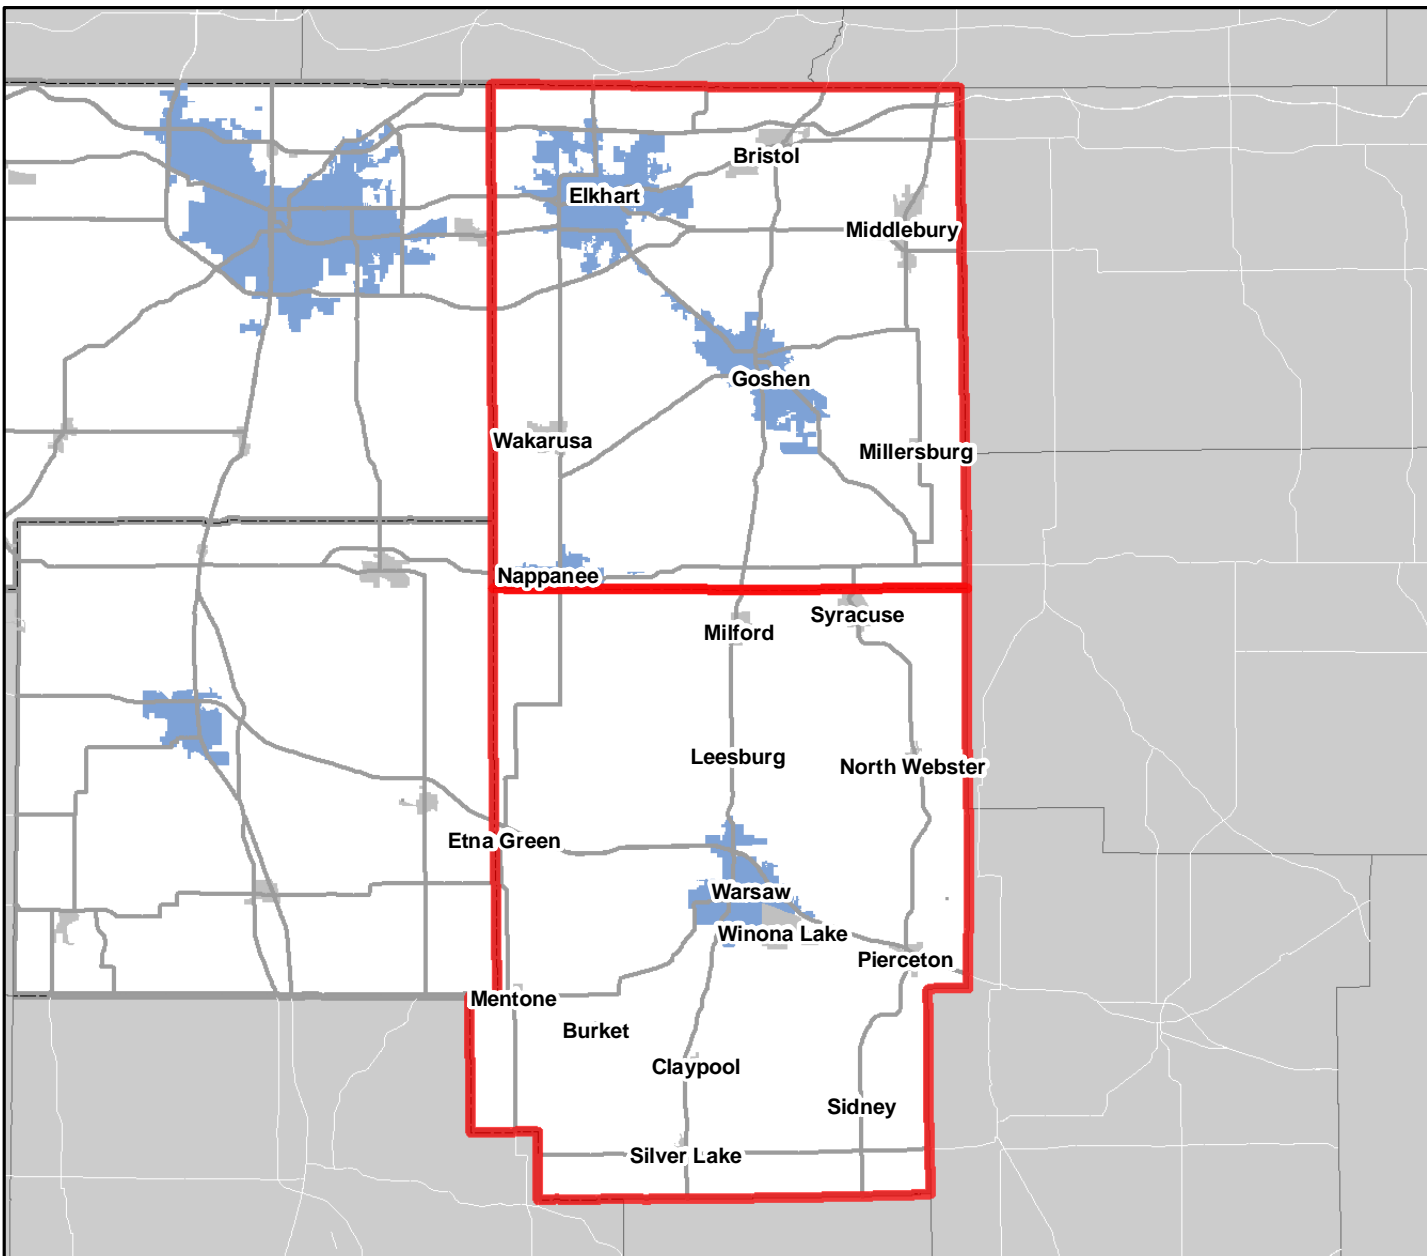 Bristol
Elkhart
Middlebury
Goshen
Wakarusa
Millersburg
Nappanee
Syracuse
Milford
Leesburg
North Webster
Etna Green
Warsaw
Winona Lake
Pierceton
Mentone
Burket
Claypool
Sidney
Silver Lake